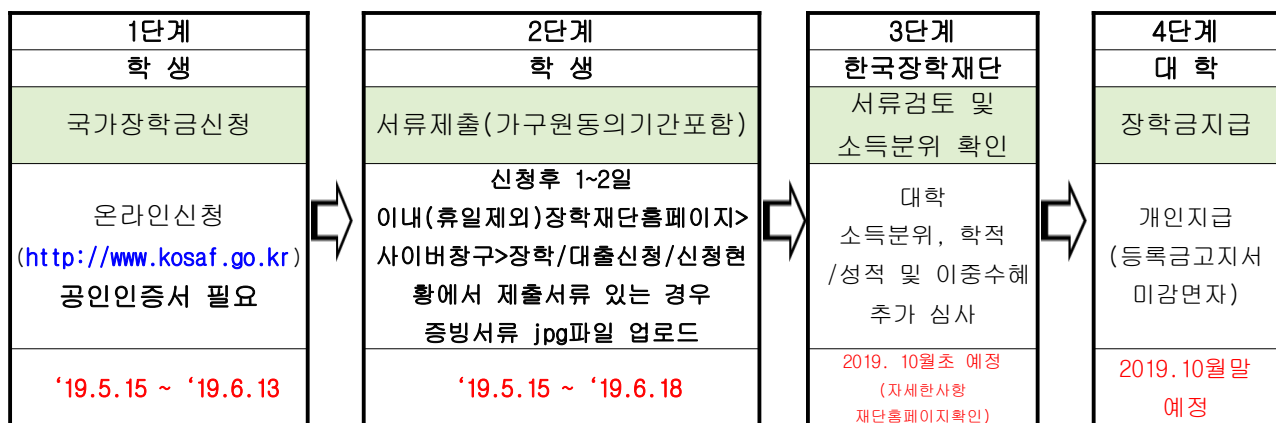 1단계
학 생
국가장학금신청
온라인신청
(http://www.kosaf.go.kr)
공인인증서 필요
‘19.5.15 ~ ‘19.6.13
2단계
학 생
서류제출(가구원동의기간포함)
신청후 1~2일
이내(휴일제외)장학재단홈페이지>
사이버창구>장학/대출신청/신청현
황에서 제출서류 있는 경우
증빙서류 jpg파일 업로드
‘19.5.15 ~ ‘19.6.18
3단계
한국장학재단
서류검토 및
소득분위 확인
대학
소득분위, 학적
/성적 및 이중수혜
추가 심사
2019. 10월초 예정
(자세한사항
재단홈페이지확인)
4단계
대 학
장학금지급
개인지급
(등록금고지서
미감면자)
2019.10월말
예정